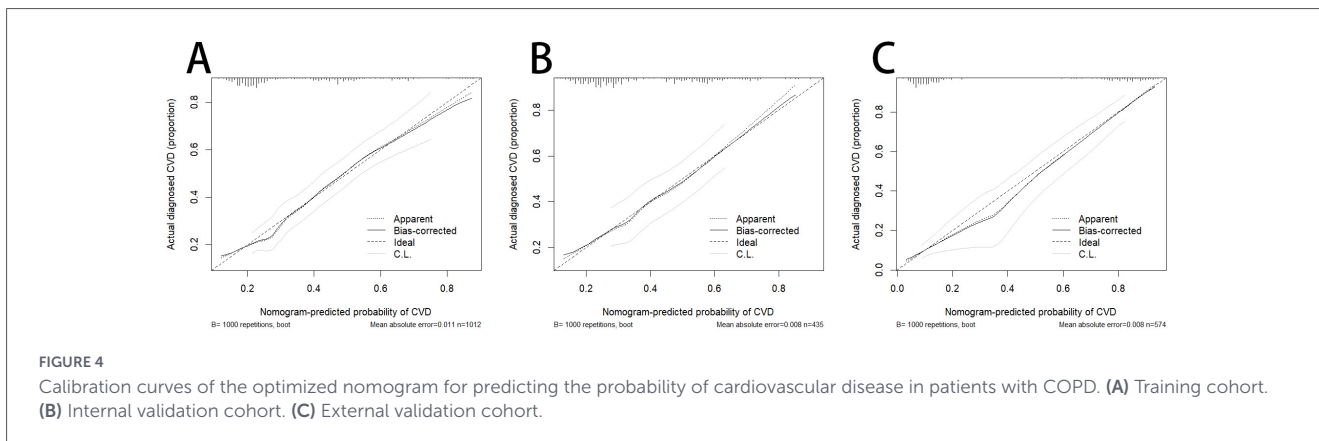 A
Actual diagnosed CVD (proportion)
0.8
0.6
0.4
0.2
Apparent
Bias-corrected
Ideal
C.L.
0.2 0.4 0.6 0.8
Nomogram-predicted probability of CVD
B= 1000 repetitions, boot Mean absolute error=0.011 n=1012
B
Actual diagnosed CVD (proportion)
0.8
0.6
0.4
0.2
Apparent
Bias-corrected
Ideal
C.L.
0.2 0.4 0.6 0.8
Nomogram-predicted probability of CVD
B= 1000 repetitions, boot Mean absolute error=0.008 n=435
C
Actual diagnosed CVD (proportion)
0.8
0.6
0.4
0.2
0.0
Apparent
Bias-corrected
Ideal
C.L.
0.0 0.2 0.4 0.6 0.8
Nomogram-predicted probability of CVD
B= 1000 repetitions, boot Mean absolute error=0.008 n=574
FIGURE 4
Calibration curves of the optimized nomogram for predicting the probability of cardiovascular disease in patients with COPD. (A) Training cohort.
(B) Internal validation cohort. (C) External validation cohort.